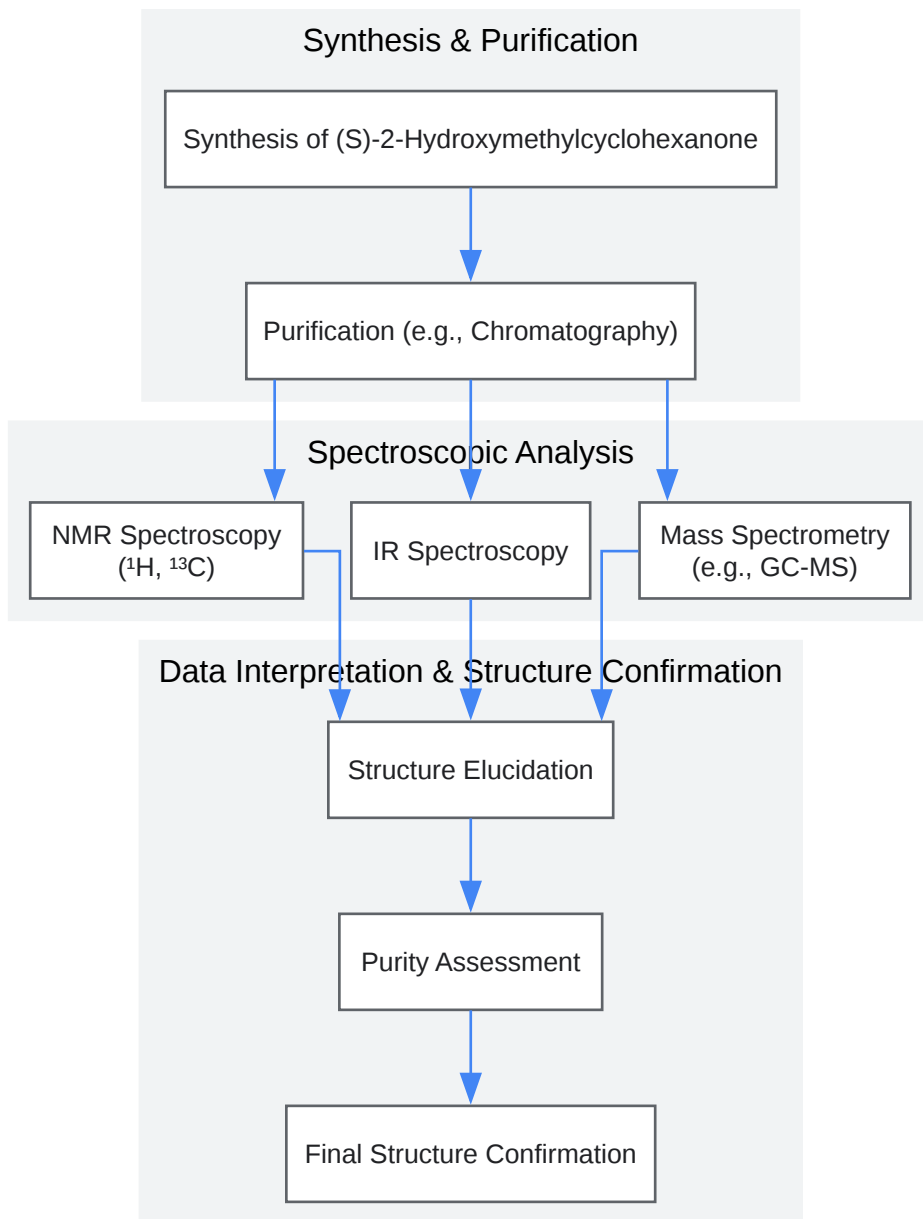 Synthesis & Purification
Synthesis of (S)-2-Hydroxymethylcyclohexanone
Purification (e.g., Chromatography)
Spectroscopic Analysis
NMR Spectroscopy
(¹H, ¹³C)
IR Spectroscopy
Mass Spectrometry
(e.g., GC-MS)
Data Interpretation & Structure Confirmation
Structure Elucidation
Purity Assessment
Final Structure Confirmation